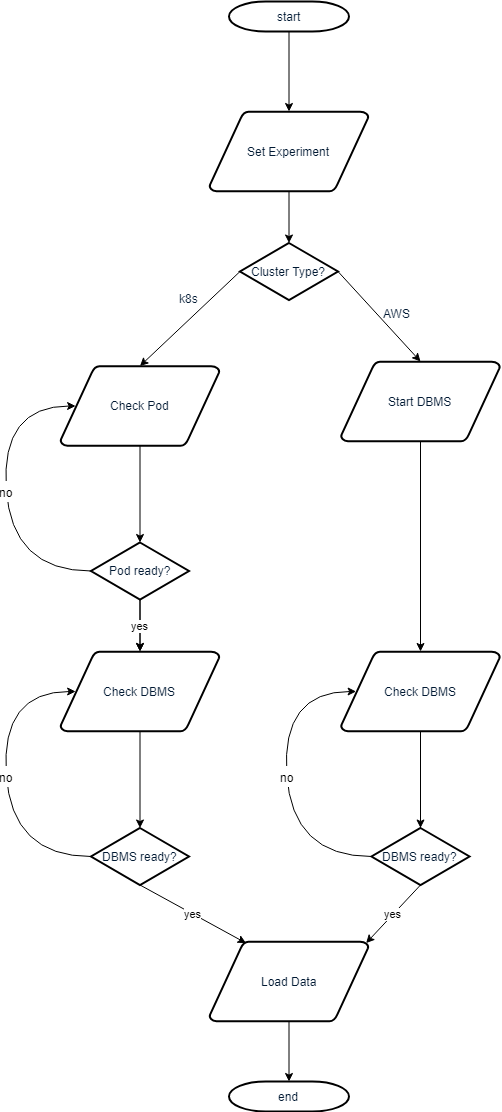 start
Set Experiment
Cluster Type?
k8s
AWS
Check Pod
Start DBMS
no
Pod ready?
yes
Check DBMS
Check DBMS
no
no
DBMS ready?
DBMS ready?
yes
yes
Load Data
end